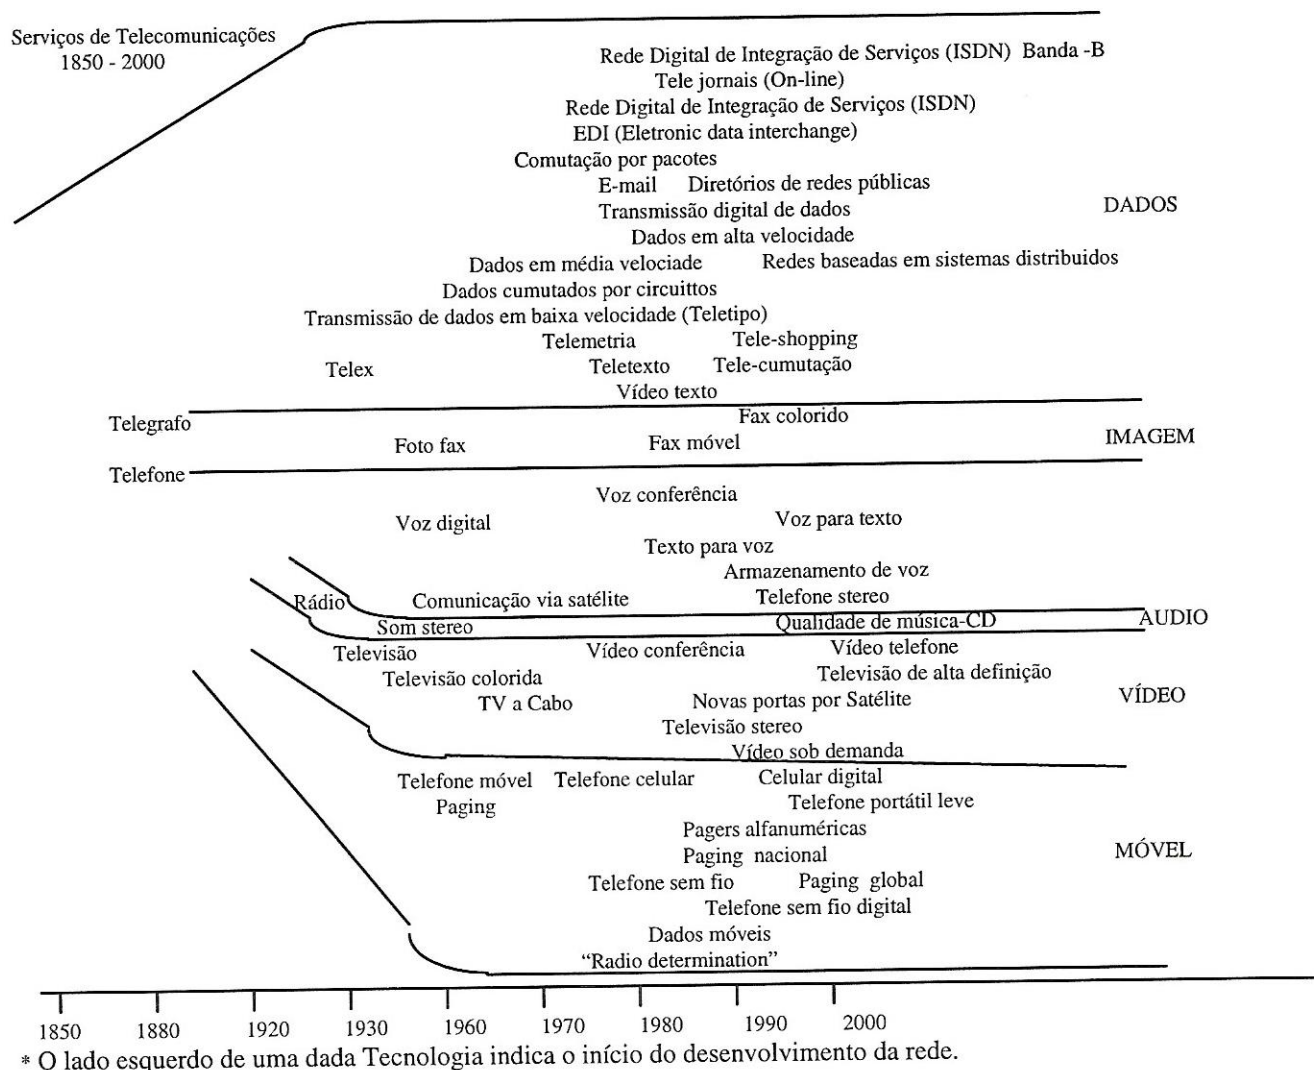 Serviços de Telecomunicações
1850 - 2000
Rede Digital de Integração de Serviços (ISDN) Banda -B
Tele jornais (On-line)
Rede Digital de Integração de Serviços (ISDN)
EDI (Eletronic data interchange)
Comutação por pacotes
E-mail Diretórios de redes públicas
Transmissão digital de dados DADOS
Dados em alta velocidade
Dados em média velociade Redes baseadas em sistemas distribuidos
Dados cumutados por circuittos
Transmissão de dados em baixa velocidade (Teletipo)
Telemetria Tele-shopping
Telex Teletexto Tele-cumutação
Vídeo texto
Telegrafo Fax colorido
Foto fax Fax móvel IMAGEM
Telefone
Voz conferência
Voz digital Voz para texto
Texto para voz
Armazenamento de voz
Rádio Comunicação via satélite Telefone stereo
Som stereo Qualidade de música-CD AUDIO
Televisão Vídeo conferência Vídeo telefone
Televisão colorida Televisão de alta definição
TV a Cabo Novas portas por Satélite VÍDEO
Televisão stereo
Vídeo sob demanda
Telefone móvel Telefone celular Celular digital
Paging Telefone portátil leve
Pagers alfanuméricas
Paging nacional MÓVEL
Telefone sem fio Paging global
Telefone sem fio digital
Dados móveis
“Radio determination”
1850 1880 1920 1930 1960 1970 1980 1990 2000
* O lado esquerdo de uma dada Tecnologia indica o início do desenvolvimento da rede.